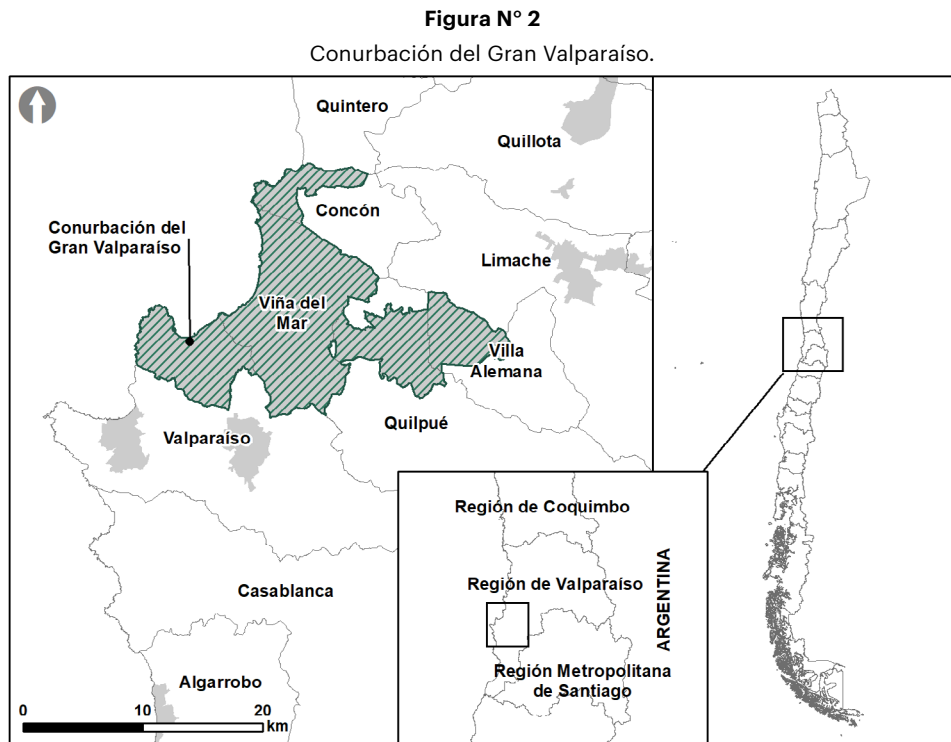 Figura N° 2
Conurbación del Gran Valparaíso.
Quintero
Quillota
Concón
Conurbación del
Gran Valparaíso
Limache
Viña del
Mar
Villa
Alemana
Quilpué
Valparaíso
Casablanca
Algarrobo
0 10 20
km
Región de Coquimbo
Región de Valparaíso
ARGENTINA
Región Metropolitana
de Santiago